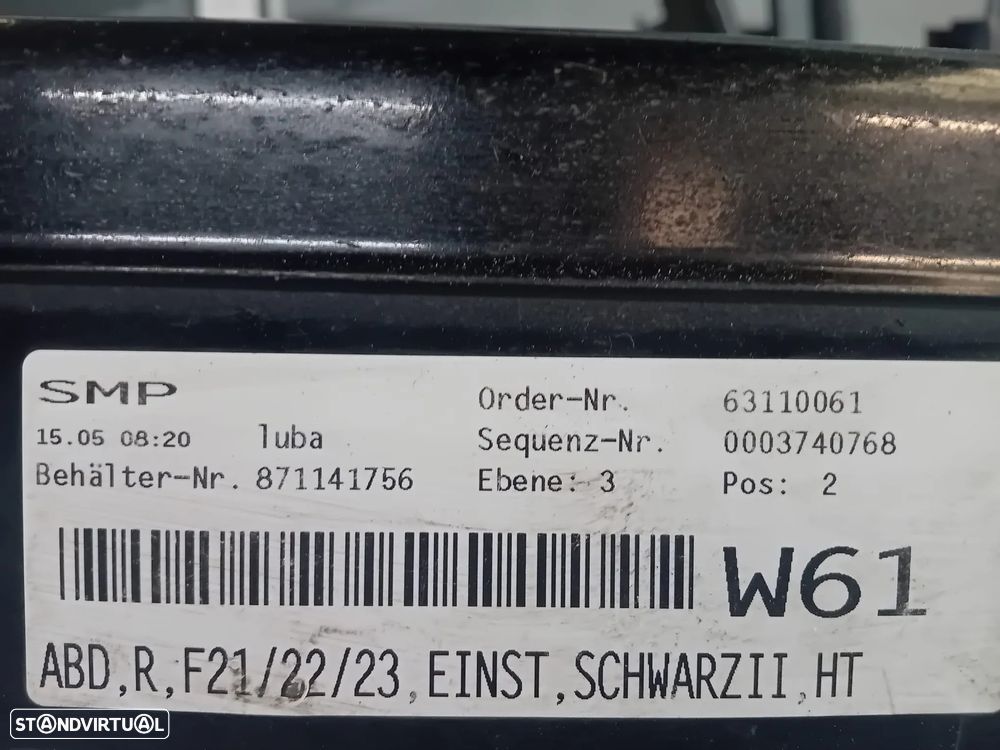 SMP
15.05 08:20 luba
Behälter-Nr. 871141756
Order-Nr. 63110061
Sequenz-Nr. 0003740768
Ebene: 3 Pos: 2
W61
ABD,R,F21/22/23,EINST,SCHWARZII,HT
STANDVIRTUAL